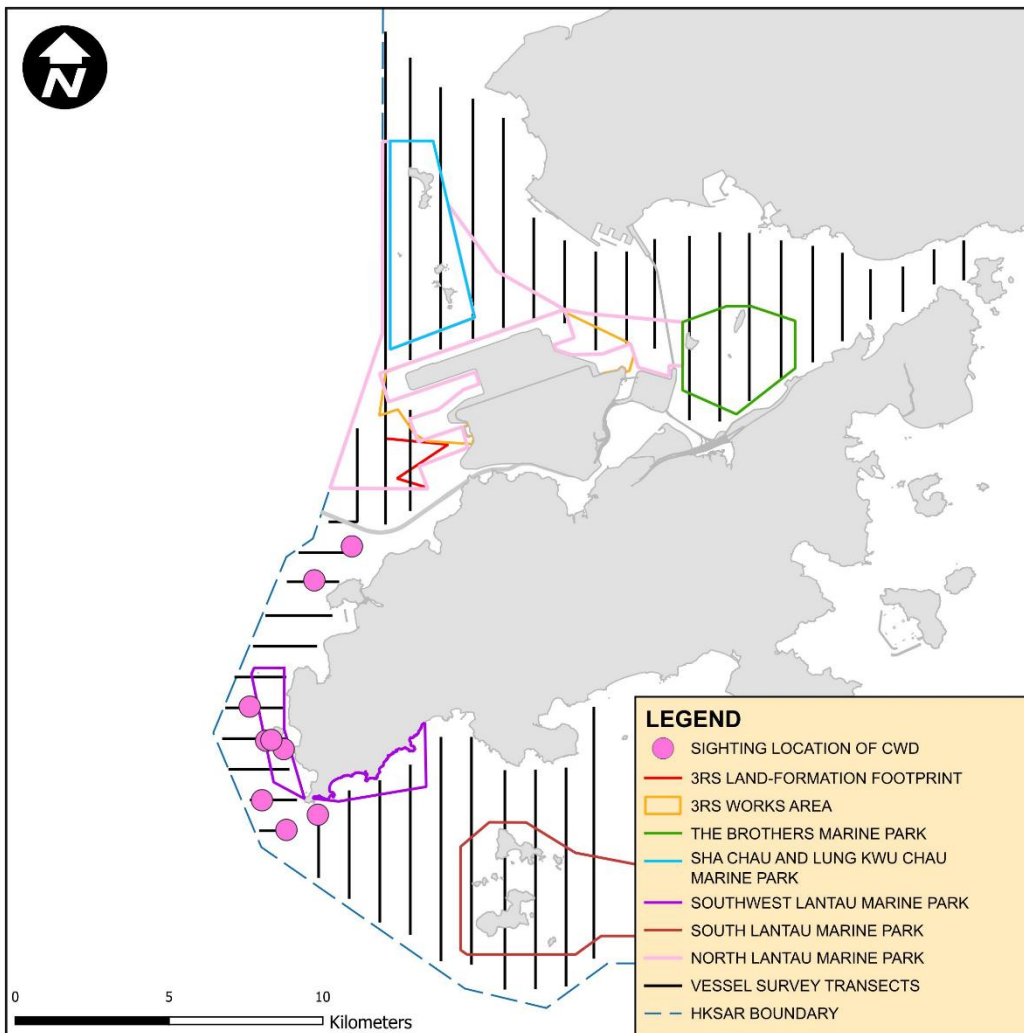 N
LEGEND
SIGHTING LOCATION OF CWD
3RS LAND-FORMATION FOOTPRINT
3RS WORKS AREA
THE BROTHERS MARINE PARK
SHA CHAU AND LUNG KWU CHAU
MARINE PARK
SOUTHWEST LANTAU MARINE PARK
SOUTH LANTAU MARINE PARK
NORTH LANTAU MARINE PARK
VESSEL SURVEY TRANSECTS
HKSAR BOUNDARY
0 5 10
Kilometers